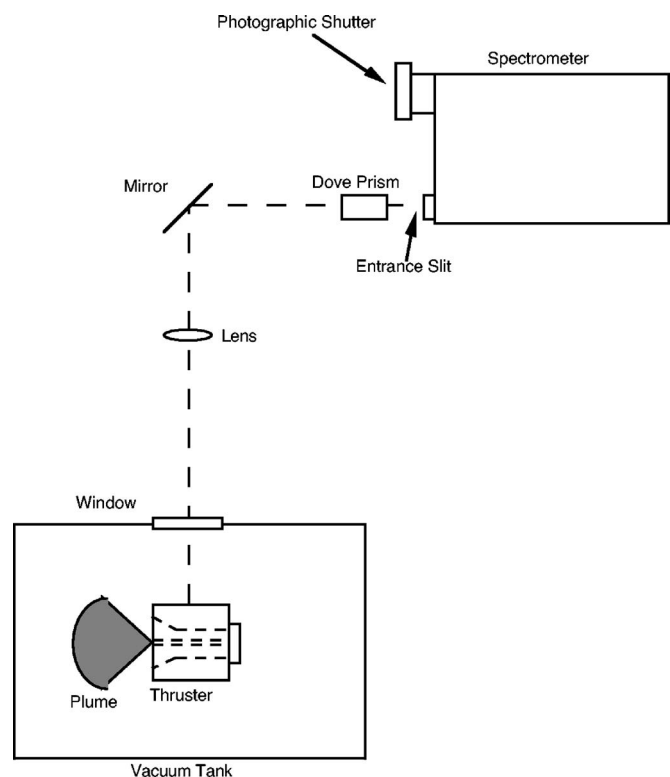 Photographic Shutter
Spectrometer
Mirror
Dove Prism
Entrance Slit
Lens
Window
Plume
Thruster
Vacuum Tank